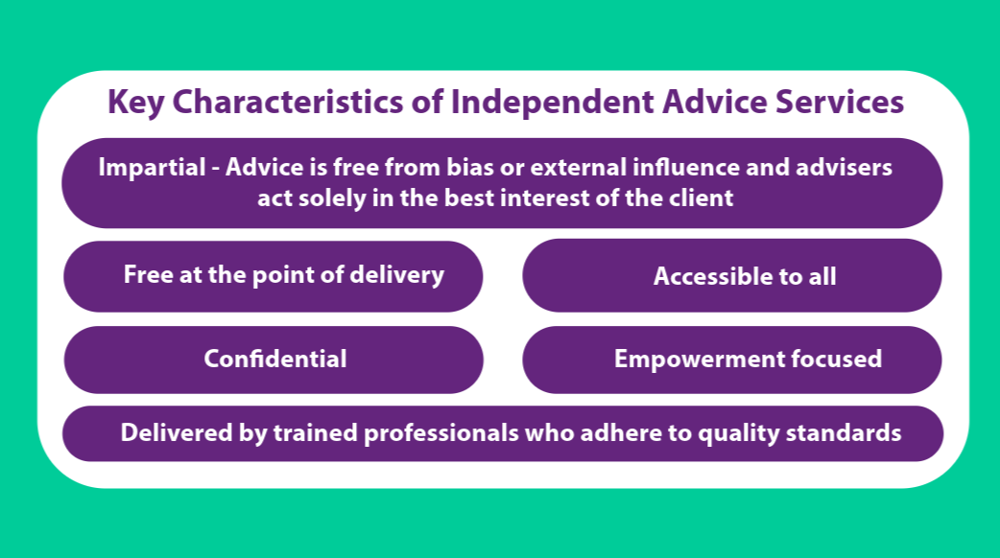 Key Characteristics of Independent Advice Services
Impartial - Advice is free from bias or external influence and advisers
act solely in the best interest of the client
Free at the point of delivery
Accessible to all
Confidential
Empowerment focused
Delivered by trained professionals who adhere to quality standards